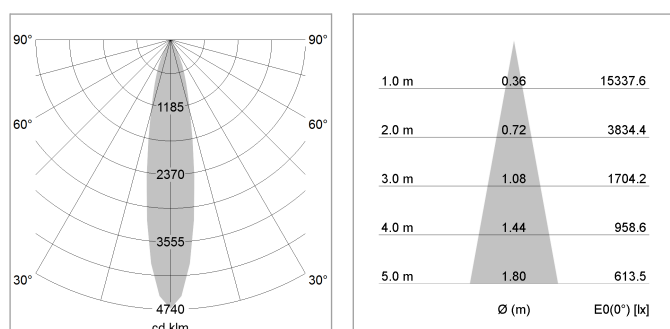 90° 90°
1185
60° 60°
2370
3555
30° 30°
4740
cd klm
1.0 m 0.36 15337.6
2.0 m 0.72 3834.4
3.0 m 1.08 1704.2
4.0 m 1.44 958.6
5.0 m 1.80 613.5
Ø (m) E0(0°) [lx]